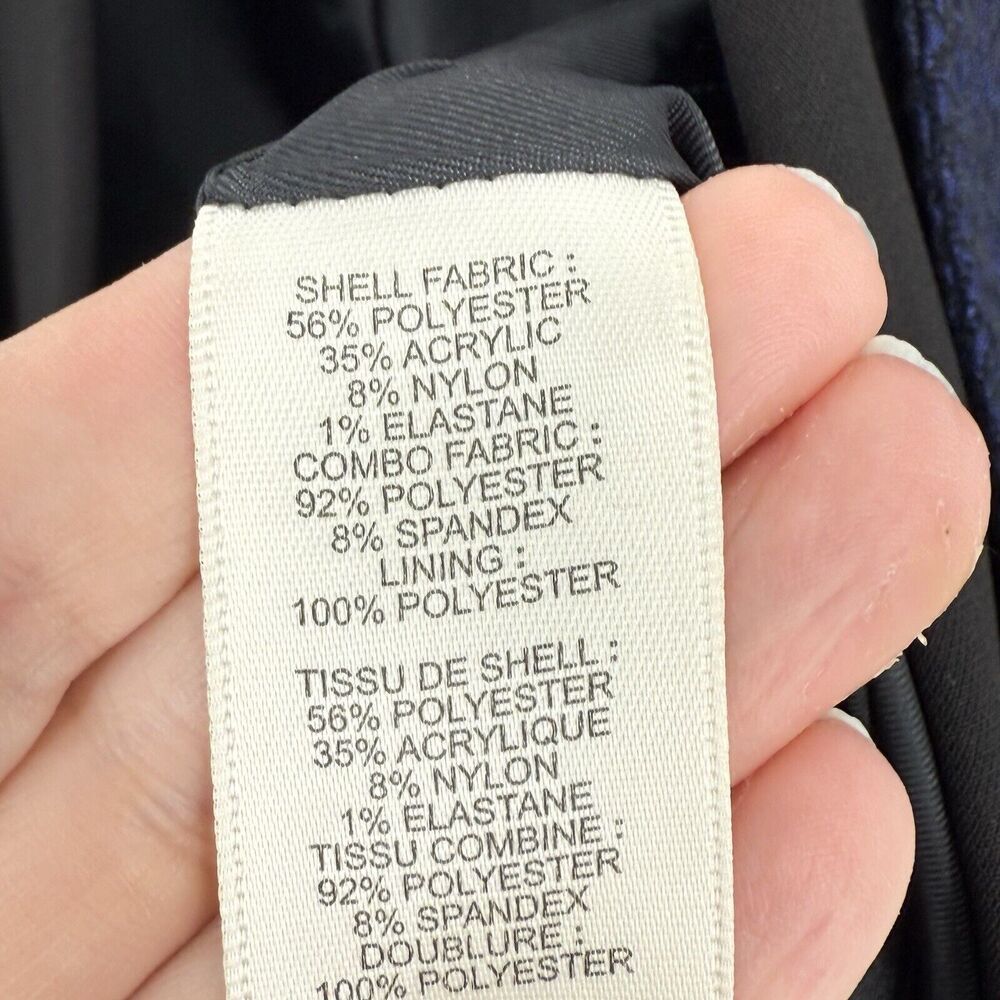 SHELL FABRIC :
56% POLYESTER
35% ACRYLIC
8% NYLON
1% ELASTANE
COMBO FABRIC :
92% POLYESTER
8% SPANDEX
LINING :
100% POLYESTER
TISSU DE SHELL :
56% POLYESTER
35% ACRYLIQUE
8% NYLON
1% ELASTANE
TISSU COMBINE :
92% POLYESTER
8% SPANDEX
DOUBLURE :
100% POLYESTER